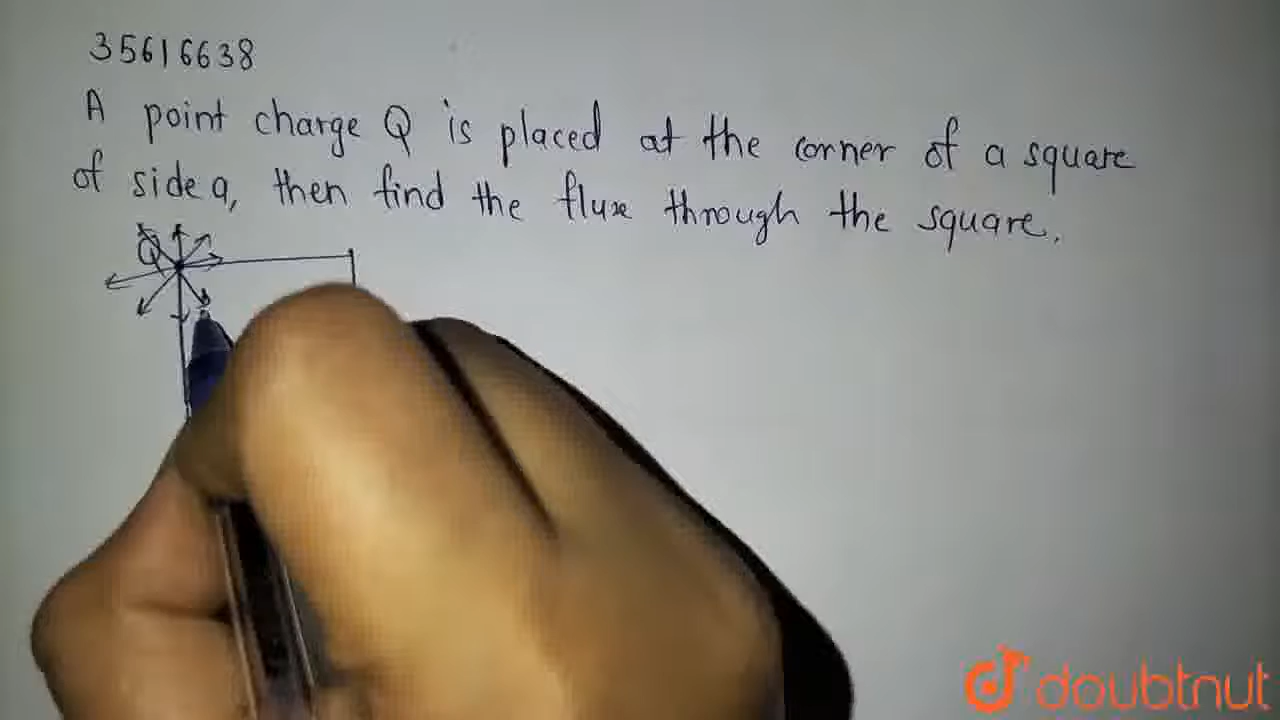 35616638
A point charge Q is placed at the corner of a square
of side a, then find the flux through the square.
Q
doubtnut